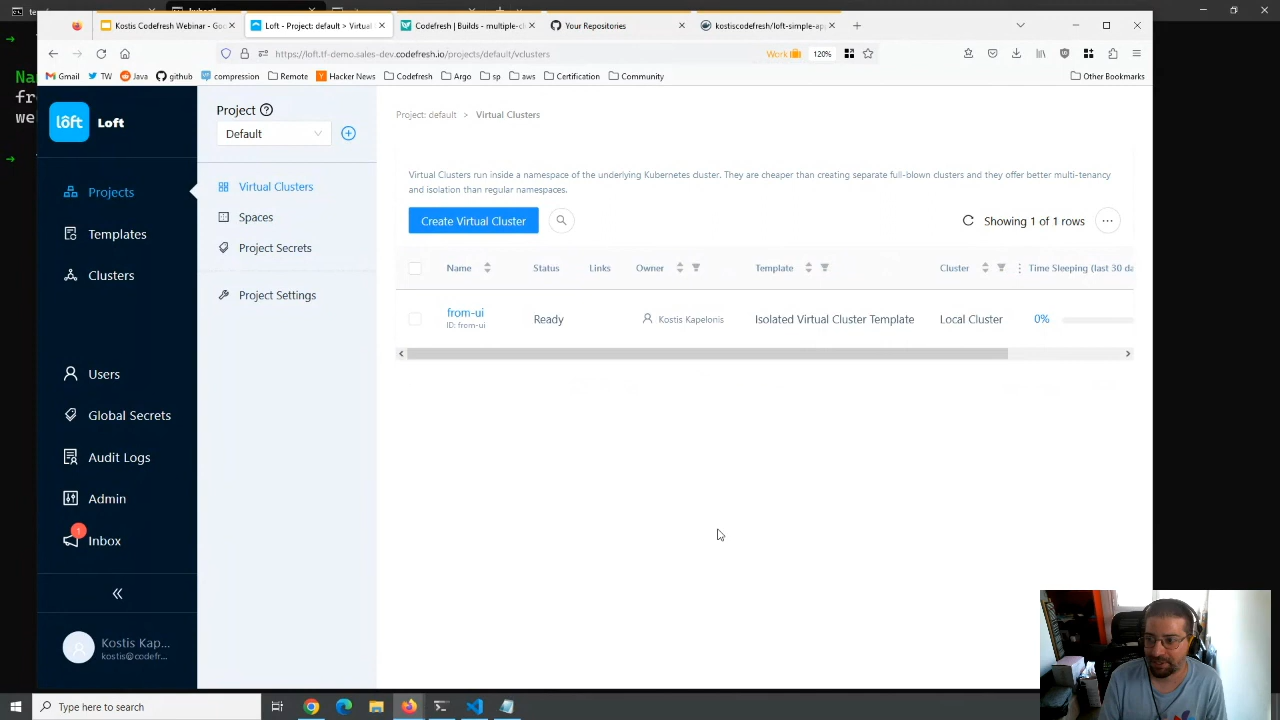 kubectl
Kostis Codefresh Webinar - Goo
Loft - Project: default > Virtual
Codefresh | Builds - multiple-cl
Your Repositories
kostiscodefresh/loft-simple-ap
https://loft.tf-demo.sales-dev.codefresh.io/projects/default/vclusters
Work
120%
Gmail
TW
Java
github
compression
Remote
Hacker News
Codefresh
Argo
sp
aws
Certification
Community
Other Bookmarks
Nam
fro
we
lôft
Loft
Projects
Templates
Clusters
Users
Global Secrets
Audit Logs
Admin
1
Inbox
Kostis Kap...
kostis@codefr...
Project
Default
Virtual Clusters
Spaces
Project Secrets
Project Settings
Project: default > Virtual Clusters
Virtual Clusters run inside a namespace of the underlying Kubernetes cluster. They are cheaper than creating separate full-blown clusters and they offer better multi-tenancy
and isolation than regular namespaces.
Create Virtual Cluster
Showing 1 of 1 rows
Name Status Links Owner Template Cluster Time Sleeping (last 30 da
from-ui Ready Kostis Kapelonis Isolated Virtual Cluster Template Local Cluster 0%
ID: from-ui
Type here to search